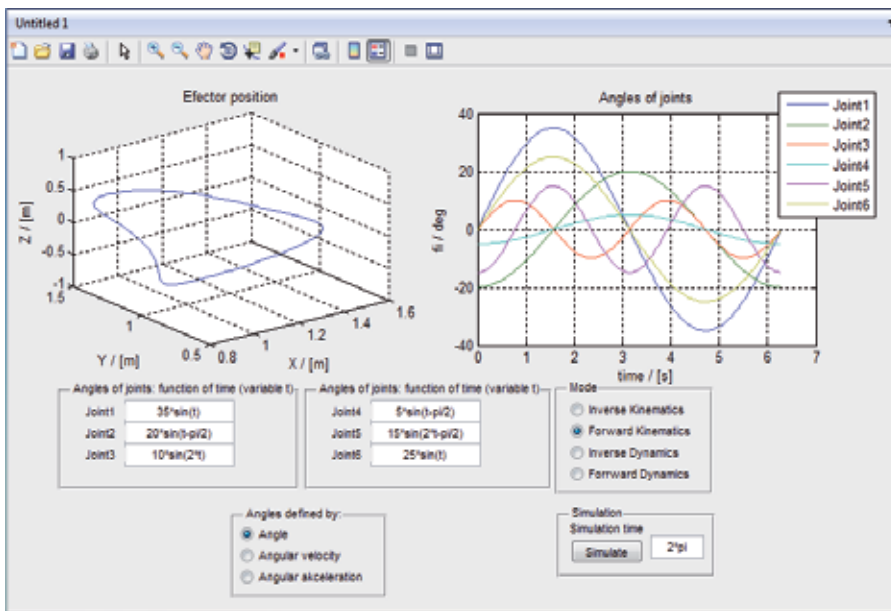 Untitled 1
Efector position
Z / [m]
1
0.5
0
-0.5
-1
1.5
1
0.5
Y / [m]
0.8
1
1.2
1.4
1.6
X / [m]
Angles of joints
fi / deg
40
20
0
-20
-40
0
1
2
3
4
5
6
7
time / [s]
Joint1
Joint2
Joint3
Joint4
Joint5
Joint6
Angles of joints: function of time (variable t)
Joint1 35*sin(t)
Joint2 20*sin(t-pi/2)
Joint3 10*sin(2*t)
Angles of joints: function of time (variable t)
Joint4 5*sin(t-pi/2)
Joint5 15*sin(2*t-pi/2)
Joint6 25*sin(t)
Mode
Inverse Kinematics
Forward Kinematics
Inverse Dynamics
Forrward Dynamics
Angles defined by:
Angle
Angular velocity
Angular akceleration
Simulation
Simulation time
Simulate 2*pi